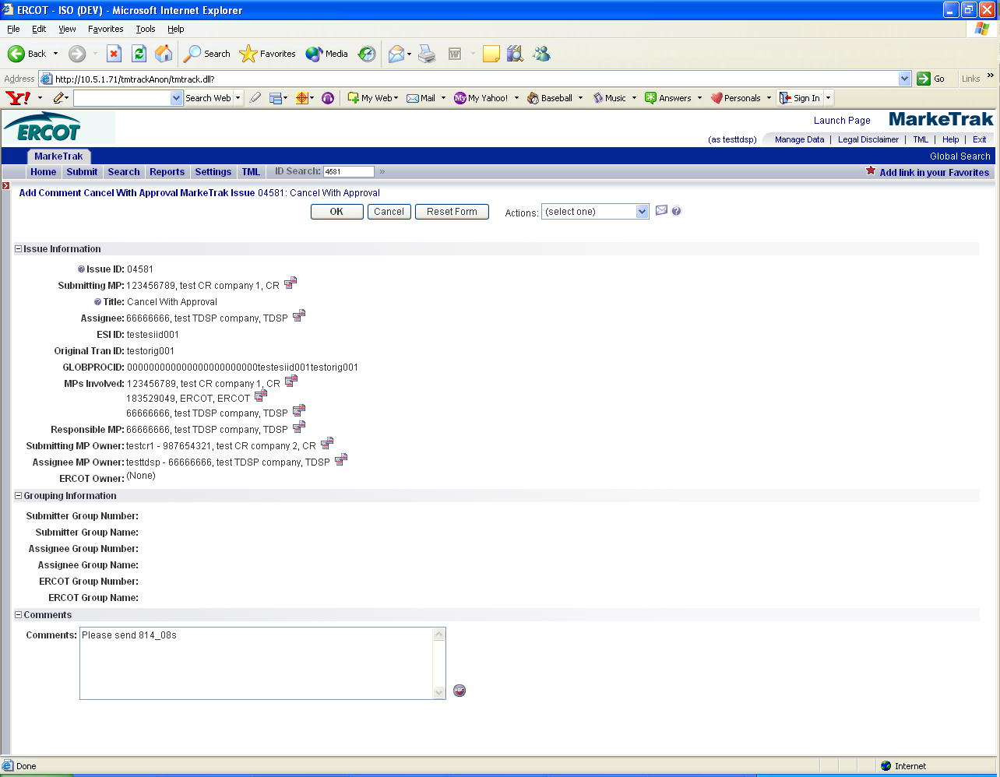 ERCOT - ISO (DEV) - Microsoft Internet Explorer
File Edit View Favorites Tools Help
Back Search Favorites Media
Address http://10.5.1.71/tmtrackAnon/tmtrack.dll? Go Links »
Y! Search Web My Web Mail My Yahoo! Baseball Music Answers Personals Sign In
ERCOT Launch Page MarkeTrak
(as testtdsp) Manage Data | Legal Disclaimer | TML | Help | Exit
MarkeTrak Global Search
Home Submit Search Reports Settings TML ID Search: 4581 » Add link in your Favorites
Add Comment Cancel With Approval MarkeTrak Issue 04581: Cancel With Approval
OK Cancel Reset Form Actions: (select one)
Issue Information
Issue ID: 04581
Submitting MP: 123456789, test CR company 1, CR
Title: Cancel With Approval
Assignee: 66666666, test TDSP company, TDSP
ESI ID: testesiid001
Original Tran ID: testorig001
GLOBPROCID: 000000000000000000000000testesiid001testorig001
MPs Involved: 123456789, test CR company 1, CR
183529049, ERCOT, ERCOT
66666666, test TDSP company, TDSP
Responsible MP: 66666666, test TDSP company, TDSP
Submitting MP Owner: testcr1 - 987654321, test CR company 2, CR
Assignee MP Owner: testtdsp - 66666666, test TDSP company, TDSP
ERCOT Owner: (None)
Grouping Information
Submitter Group Number:
Submitter Group Name:
Assignee Group Number:
Assignee Group Name:
ERCOT Group Number:
ERCOT Group Name:
Comments
Comments: Please send 814_08s
ABC
Done Internet